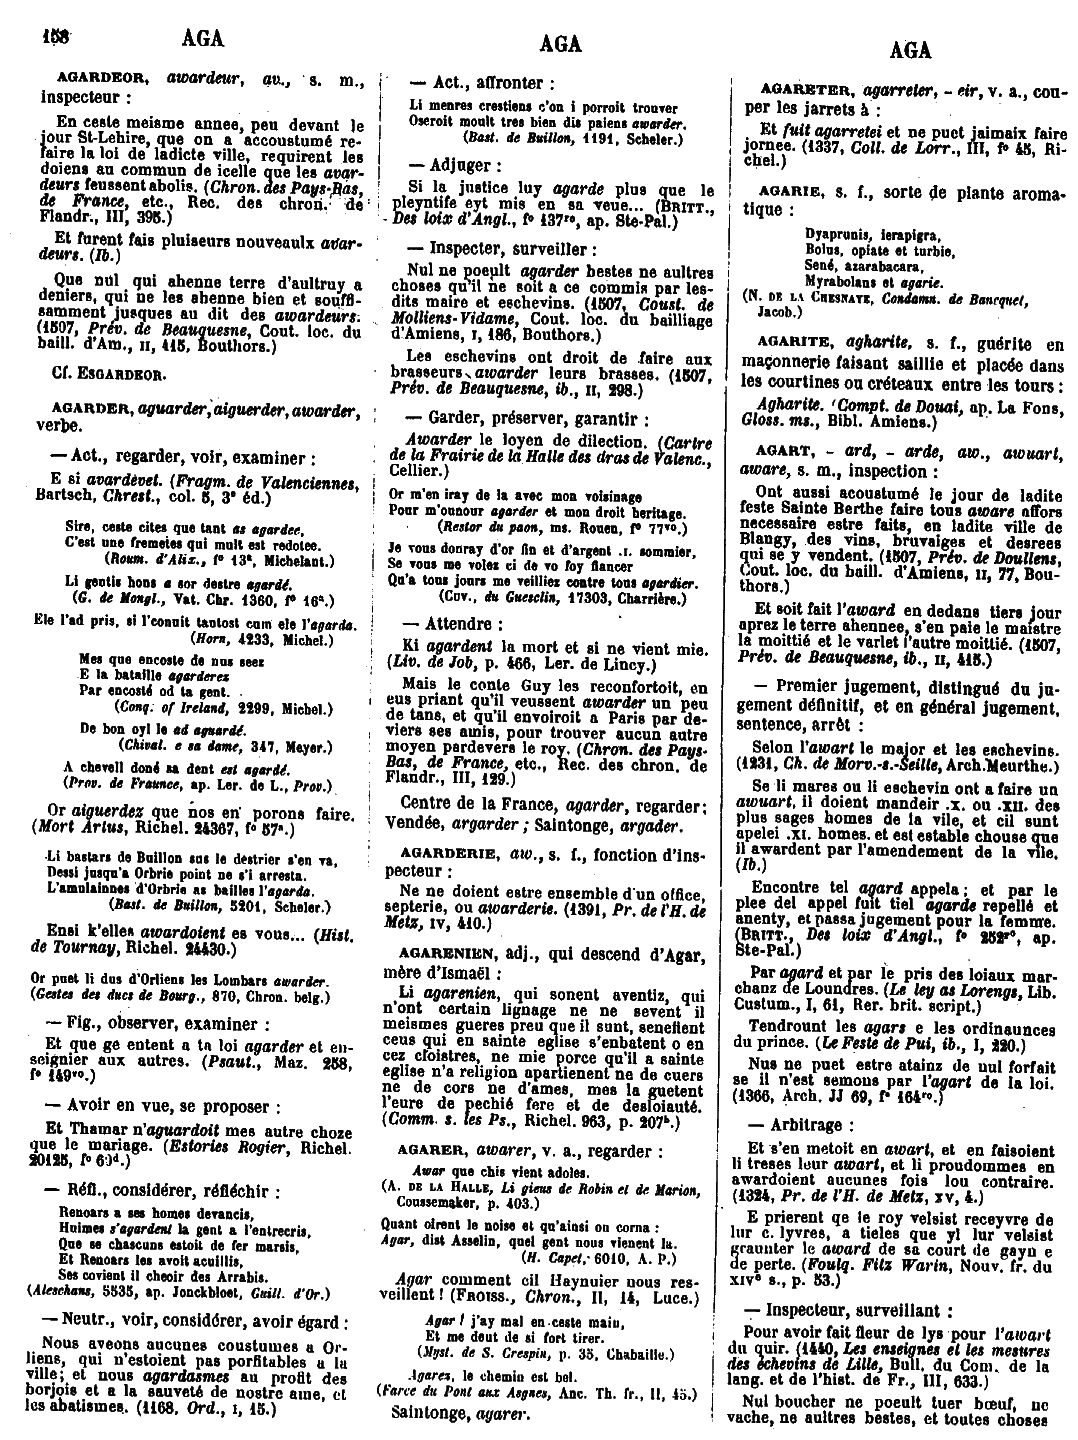 158 AGA
AGARDEOR, awardeur, av., s. m.,
inspecteur :
En ceste meisme annee, peu devant le
jour St-Lehire, que on a accoustumé re-
faire la loi de ladicte ville, requirent les
doiens au commun de icelle que les avar-
deurs feussent abolis. (Chron. des Pays-Bas,
de France, etc., Rec. des chron. de
Flandr., III, 395.)
Et furent fais pluiseurs nouveaulx avar-
deurs. (Ib.)
Que nul qui ahenne terre d'aultruy a
deniers, qui ne les ahenne bien et souffi-
samment jusques au dit des awardeurs.
(1507, Prév. de Beauquesne, Cout. loc. du
baill. d'Am., II, 415, Bouthors.)
Cf. ESGARDEOR.
AGARDER, aguarder, aiguerder, awarder,
verbe.
— Act., regarder, voir, examiner :
E si avardevet. (Fragm. de Valenciennes,
Bartsch, Chrest., col. 5, 3e éd.)
Sire, ceste cites que tant as agardee,
C'est une fremetes qui mult est redotee.
(Roum. d'Alix., fo 13a, Michelant.)
Li gentis hons a sor destre agardé.
(G. de Mongl., Vat. Chr. 1360, fo 16a.)
Ele l'ad pris, si l'conuit tantost cum ele l'agarda.
(Horn, 4233, Michel.)
Mes que encoste de nus seez
E la bataille agarderez
Par encosté od ta gent.
(Conq. of Ireland, 2299, Michel.)
De bon oyl le ad aguardé.
(Chival. e sa dame, 347, Meyer.)
A chevell doné sa dent est agardé.
(Prov. de Fraunce, ap. Ler. de L., Prov.)
Or aiguerdez que nos en porons faire.
(Mort Artus, Richel. 24367, fo 57a.)
Li bastars de Buillon sus le destrier s'en va,
Dessi jusqu'a Orbrie point ne s'i arresta.
L'amulainnes d'Orbrie as bailles l'agarda.
(Bast. de Buillon, 5201, Scheler.)
Ensi k'elles awardoient es vous... (Hist.
de Tournay, Richel. 24430.)
Or puet li dus d'Orliens les Lombars awarder.
(Gestes des ducs de Bourg., 870, Chron. belg.)
— Fig., observer, examiner :
Et que ge entent a ta loi agarder et en-
seignier aux autres. (Psaut., Maz. 258,
fo 149vo.)
— Avoir en vue, se proposer :
Et Thamar n'aguardoit mes autre choze
que le mariage. (Estories Rogier, Richel.
20125, fo 60d.)
— Réfl., considérer, réfléchir :
Renoars a ses homes devancis,
Huimes s'agardent la gent a l'entrecris,
Que se chascuns estoit de fer marsis,
Et Renoars les avoit acuillis,
Ses covient il cheoir des Arrabis.
(Aleschans, 5535, ap. Jonckbloet, Guill. d'Or.)
— Neutr., voir, considérer, avoir égard :
Nous aveons aucunes coustumes a Or-
liens, qui n'estoient pas porfitables a la
ville; et nous agardasmes au profit des
borjois et a la sauveté de nostre ame, et
les abatismes. (1168, Ord., I, 15.)
AGA
— Act., affronter :
Li menres crestiens c'on i porroit trouver
Oseroit moult tres bien dis paiens awarder.
(Bast. de Buillon, 1191, Scheler.)
— Adjuger :
Si la justice luy agarde plus que le
pleyntife eyt mis en sa veue... (BRITT.,
Des loix d'Angl., fo 137ro, ap. Ste-Pal.)
— Inspecter, surveiller :
Nul ne poeult agarder bestes ne aultres
choses qu'il ne soit a ce commis par les-
dits maire et eschevins. (1507, Coust. de
Molliens-Vidame, Cout. loc. du bailliage
d'Amiens, I, 186, Bouthors.)
Les eschevins ont droit de faire aux
brasseurs awarder leurs brasses. (1507,
Prév. de Beauquesne, ib., II, 298.)
— Garder, préserver, garantir :
Awarder le loyen de dilection. (Cartre
de la Frairie de la Halle des dras de Valenc.,
Cellier.)
Or m'en iray de la avec mon voisinage
Pour m'ounour agarder et mon droit heritage.
(Restor du paon, ms. Rouen, fo 77vo.)
Je vous donray d'or fin et d'argent .I. sommier,
Se vous me volez ci de vo foy fiancer
Qu'a tous jours me veilliez contre tous agardier.
(Cuv., du Guesclin, 17303, Charrière.)
— Attendre :
Ki agardent la mort et si ne vient mie.
(Liv. de Job, p. 466, Ler. de Lincy.)
Mais le conte Guy les reconfortoit, en
eus priant qu'il veussent awarder un peu
de tans, et qu'il envoiroit a Paris par de-
viers ses amis, pour trouver aucun autre
moyen pardevers le roy. (Chron. des Pays-
Bas, de France, etc., Rec. des chron. de
Flandr., III, 129.)
Centre de la France, agarder, regarder;
Vendée, argarder ; Saintonge, argader.
AGARDERIE, aw., s. f., fonction d'ins-
pecteur :
Ne ne doient estre ensemble d'un office,
septerie, ou awarderie. (1391, Pr. de l'H. de
Metz, IV, 410.)
AGARENIEN, adj., qui descend d'Agar,
mère d'Ismaël :
Li agarenien, qui sonent aventiz, qui
n'ont certain lignage ne ne sevent il
meismes gueres preu que il sunt, senefient
ceus qui en sainte eglise s'enbatent o en
cez cloistres, ne mie porce qu'il a sainte
eglise n'a religion apartienent ne de cuers
ne de cors ne d'ames, mes la guetent
l'eure de pechié fere et de desloiauté.
(Comm. s. les Ps., Richel. 963, p. 207b.)
AGARER, awarer, v. a., regarder :
Awar que chis vient adoles.
(A. DE LA HALLE, Li gieus de Robin et de Marion,
Coussemaker, p. 403.)
Quant oirent le noise et qu'ainsi on corna :
Agar, dist Asselin, quel gent nous vienent la.
(H. Capet, 6010, A. P.)
Agar comment cil Haynuier nous res-
veillent ! (FROISS., Chron., II, 14, Luce.)
Agar ! j'ay mal en ceste main,
Et me deut de si fort tirer.
(Myst. de S. Crespin, p. 35, Chabaille.)
Agares, le chemin est bel.
(Farce du Pont aux Asgnes, Anc. Th. fr., II, 45.)
Saintonge, agarer.
AGA
AGARETER, agarreter, - eir, v. a., cou-
per les jarrets à :
Et fuit agarretei et ne puet jaimaix faire
jornee. (1337, Coll. de Lorr., III, fo 45, Ri-
chel.)
AGARIE, s. f., sorte de plante aroma-
tique :
Dyaprunis, ierapigra,
Bolus, opiate et turbie,
Sené, azarabacara,
Myrabolans et agarie.
(N. DE LA CHESNAYE, Condamn. de Bancquet,
Jacob.)
AGARITE, agharite, s. f., guérite en
maçonnerie faisant saillie et placée dans
les courtines ou créteaux entre les tours :
Agharite. (Compt. de Douai, ap. La Fons,
Gloss. ms., Bibl. Amiens.)
AGART, - ard, - arde, aw., awuart,
aware, s. m., inspection :
Ont aussi acoustumé le jour de ladite
feste Sainte Berthe faire tous aware affors
necessaire estre faits, en ladite ville de
Blangy, des vins, bruvaiges et desrees
qui se y vendent. (1507, Prév. de Doullens,
Cout. loc. du baill. d'Amiens, II, 77, Bou-
thors.)
Et soit fait l'award en dedans tiers jour
aprez le terre ahennee, s'en paie le maistre
la moittié et le varlet l'autre moittié. (1507,
Prév. de Beauquesne, ib., II, 415.)
— Premier jugement, distingué du ju-
gement définitif, et en général jugement,
sentence, arrêt :
Selon l'awart le major et les eschevins.
(1231, Ch. de Morv.-s.-Seille, Arch. Meurthe.)
Se li mares ou li eschevin ont a faire un
awuart, il doient mandeir .X. ou .XII. des
plus sages homes de la vile, et cil sunt
apelei .XI. homes. et est estable chouse que
il awardent par l'amendement de la vile.
(Ib.)
Encontre tel agard appela ; et par le
plee del appel fuit tiel agarde repellé et
anenty, et passa jugement pour la femme.
(BRITT., Des loix d'Angl., fo 252ro, ap.
Ste-Pal.)
Par agard et par le pris des loiaux mar-
chanz de Loundres. (Le ley as Lorengs, Lib.
Custum., I, 61, Rer. brit. script.)
Tendrount les agars e les ordinaunces
du prince. (Le Feste de Pui, ib., I, 220.)
Nus ne puet estre atainz de nul forfait
se il n'est semons par l'agart de la loi.
(1366, Arch. JJ 69, fo 164ro.)
— Arbitrage :
Et s'en metoit en awart, et en faisoient
li treses leur awart, et li proudommes en
awardoient aucunes fois lou contraire.
(1324, Pr. de l'H. de Metz, IV, 4.)
E prierent qe le roy velsist receyvre de
lur c. lyvres, a tieles que yl lur velsist
graunter le award de sa court de gayn e
de perte. (Foulq. Fitz Warin, Nouv. fr. du
XIVe s., p. 53.)
— Inspecteur, surveillant :
Pour avoir fait fleur de lys pour l'awart
du quir. (1440, Les enseignes et les mesures
des échevins de Lille, Bull. du Com. de la
lang. et de l'hist. de Fr., III, 633.)
Nul boucher ne poeult tuer bœuf, ne
vache, ne aultres bestes, et toutes choses